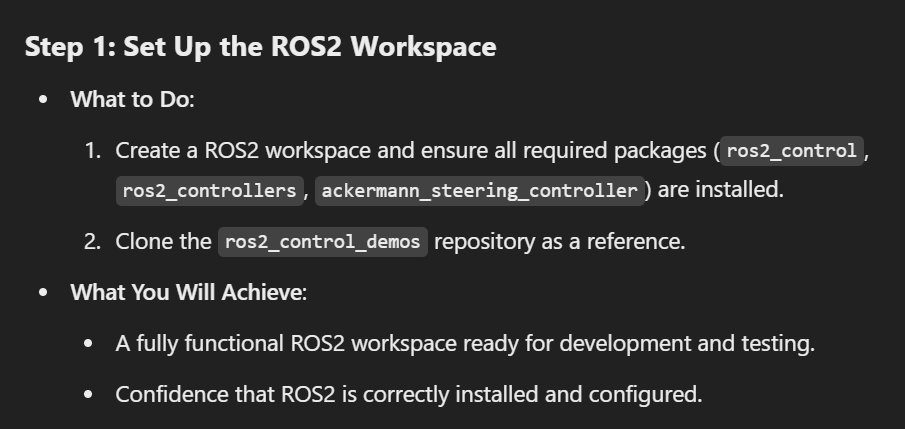 Step 1: Set Up the ROS2 Workspace
• What to Do:
1. Create a ROS2 workspace and ensure all required packages (ros2_control,
ros2_controllers, ackermann_steering_controller) are installed.
2. Clone the ros2_control_demos repository as a reference.
• What You Will Achieve:
• A fully functional ROS2 workspace ready for development and testing.
• Confidence that ROS2 is correctly installed and configured.